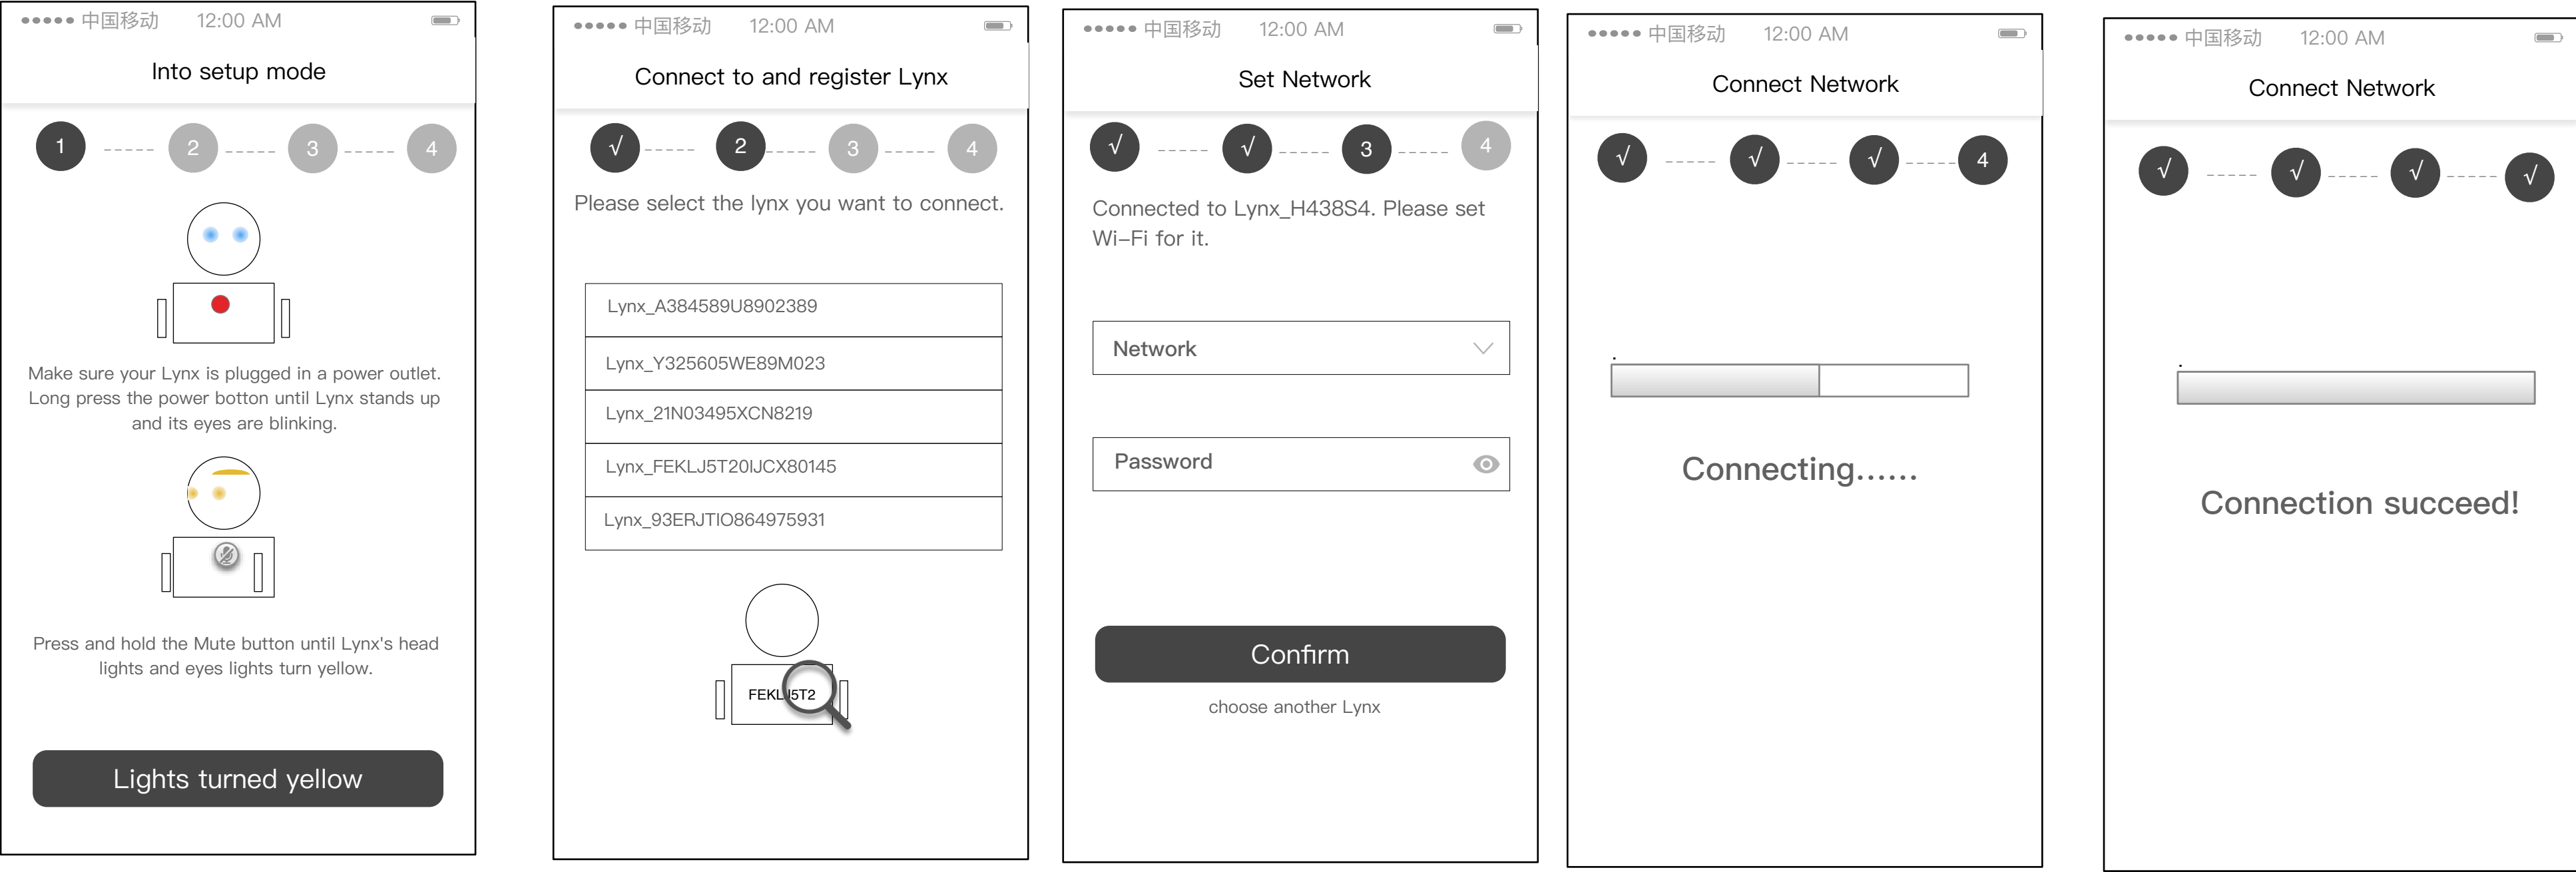 中国移动 12:00 AM
Into setup mode
1 2 3 4
Make sure your Lynx is plugged in a power outlet.
Long press the power botton until Lynx stands up
and its eyes are blinking.
Press and hold the Mute button until Lynx's head
lights and eyes lights turn yellow.
Lights turned yellow
中国移动 12:00 AM
Connect to and register Lynx
√ 2 3 4
Please select the lynx you want to connect.
Lynx_A384589U8902389
Lynx_Y325605WE89M023
Lynx_21N03495XCN8219
Lynx_FEKLJ5T20IJCX80145
Lynx_93ERJTIO864975931
FEKLJ5T2
中国移动 12:00 AM
Set Network
√ √ 3 4
Connected to Lynx_H438S4. Please set
Wi-Fi for it.
Network
Password
Confirm
choose another Lynx
中国移动 12:00 AM
Connect Network
√ √ √ 4
Connecting......
中国移动 12:00 AM
Connect Network
√ √ √ √
Connection succeed!